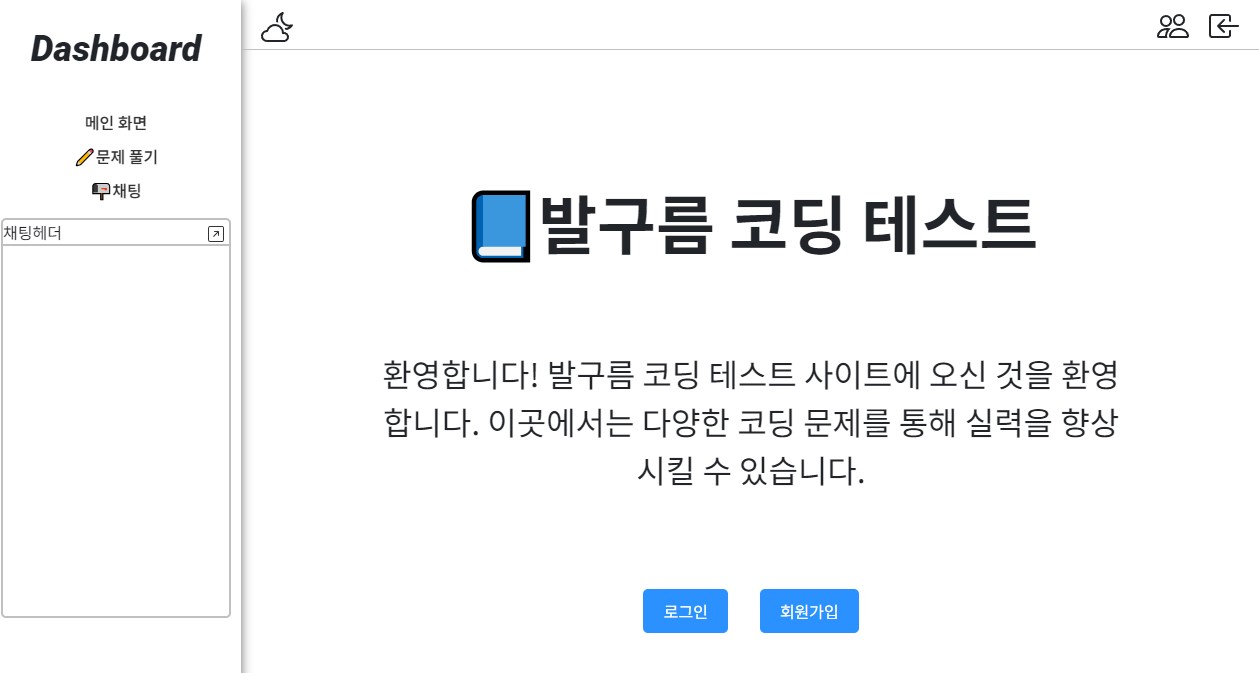 Dashboard
메인 화면
문제 풀기
채팅
채팅헤더
발구름 코딩 테스트
환영합니다! 발구름 코딩 테스트 사이트에 오신 것을 환영
합니다. 이곳에서는 다양한 코딩 문제를 통해 실력을 향상
시킬 수 있습니다.
로그인
회원가입